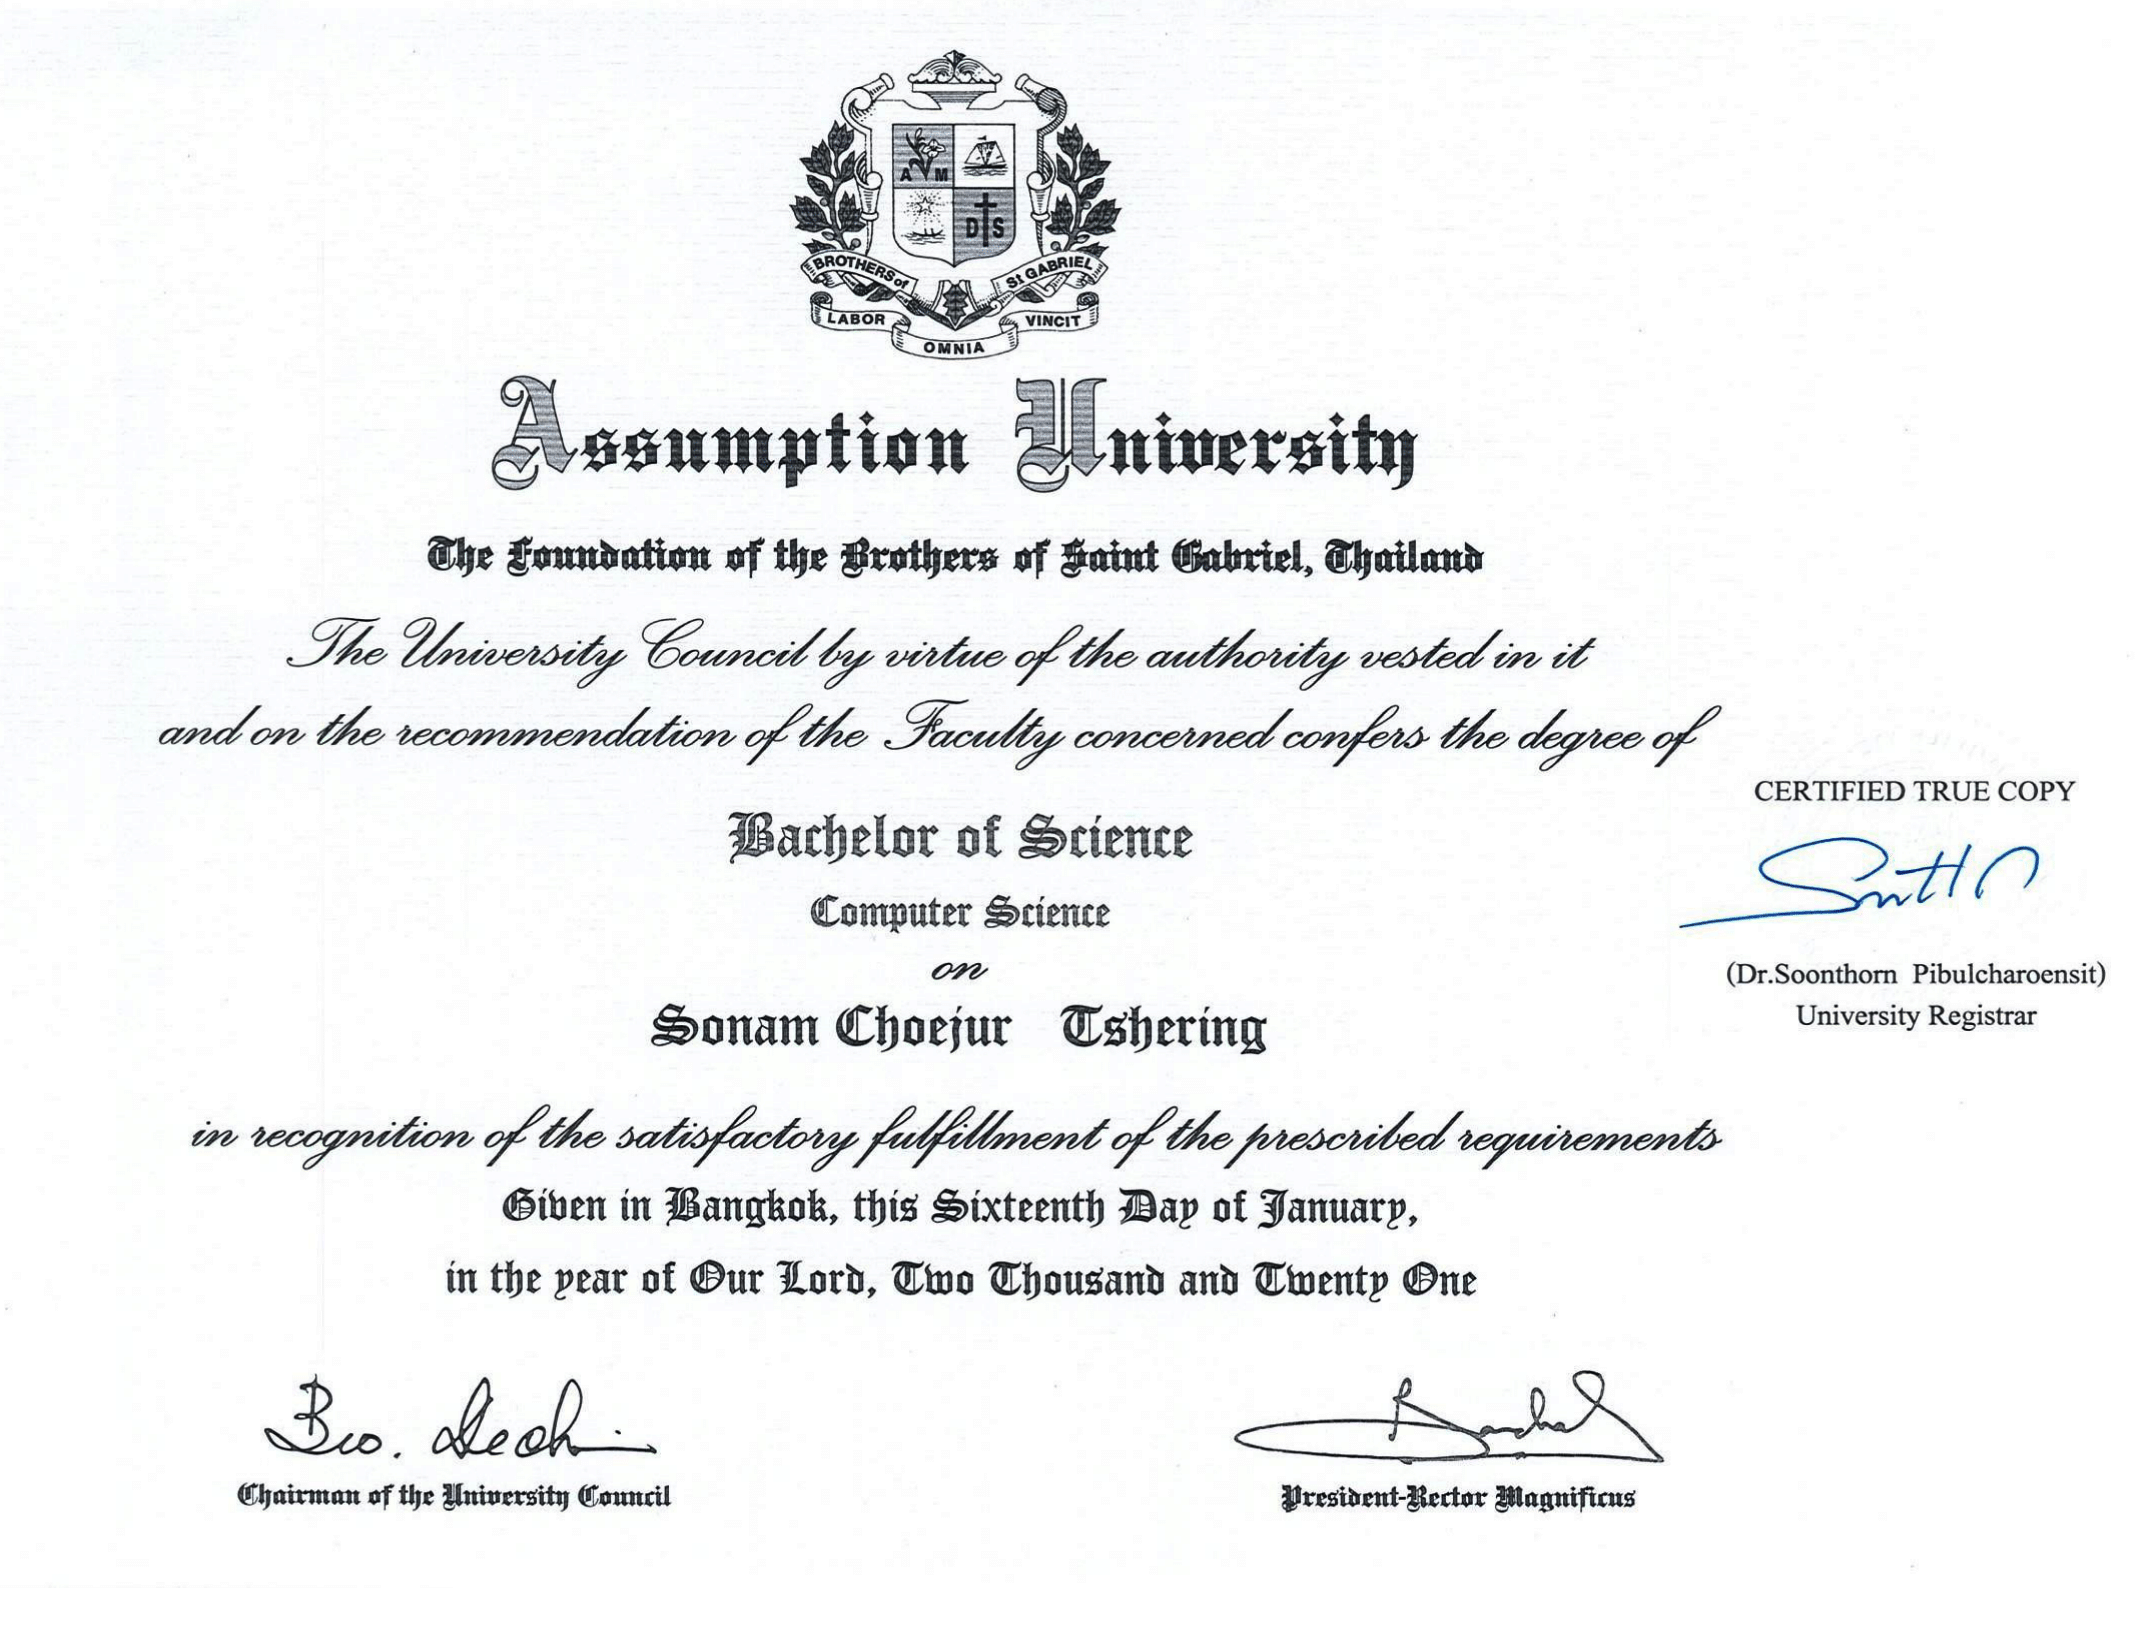 A M
D S
BROTHERS of St GABRIEL
LABOR OMNIA VINCIT
Assumption University
The Foundation of the Brothers of Saint Gabriel, Thailand
The University Council by virtue of the authority vested in it
and on the recommendation of the Faculty concerned confers the degree of
Bachelor of Science
Computer Science
on
Sonam Choejur Tshering
in recognition of the satisfactory fulfillment of the prescribed requirements
Given in Bangkok, this Sixteenth Day of January,
in the year of Our Lord, Two Thousand and Twenty One
CERTIFIED TRUE COPY
(Dr.Soonthorn Pibulcharoensit)
University Registrar
Bro.
Chairman of the University Council
President-Rector Magnificus